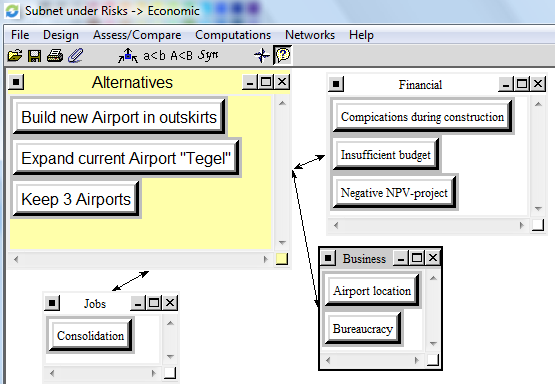 Subnet under Risks -> Economic
File Design Assess/Compare Computations Networks Help
a<b A<B Syn
Alternatives
Build new Airport in outskirts
Expand current Airport "Tegel"
Keep 3 Airports
Financial
Compications during construction
Insufficient budget
Negative NPV-project
Business
Airport location
Bureaucracy
Jobs
Consolidation